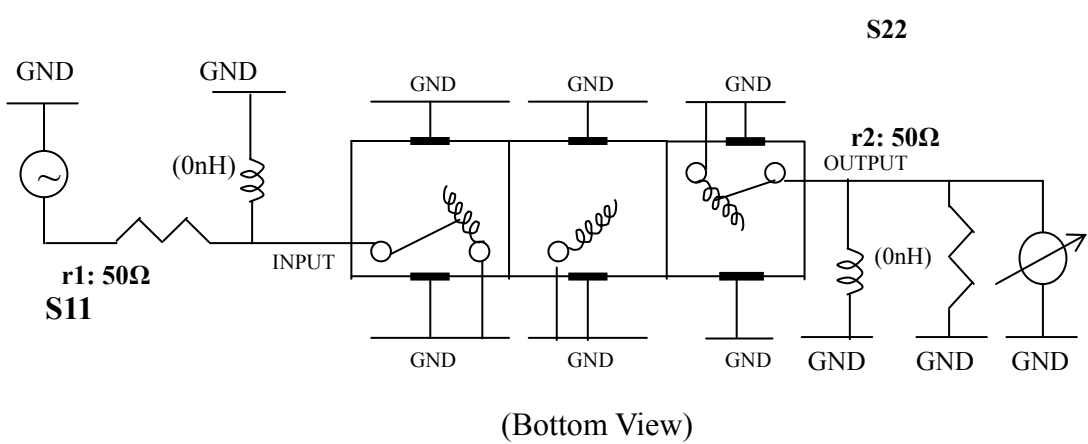 S22
GND
GND
GND
GND
GND
r2: 50Ω
OUTPUT
(0nH)
~
INPUT
(0nH)
r1: 50Ω
S11
GND
GND
GND
GND
GND
GND
(Bottom View)